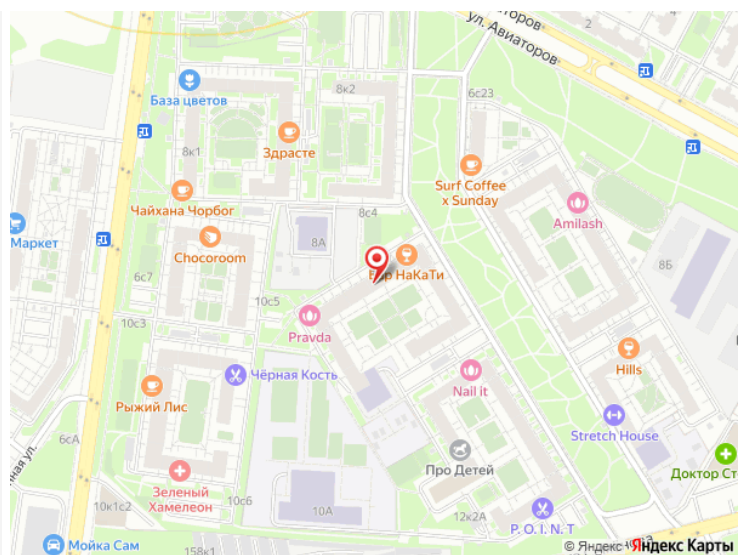 ул. Авиаторов
6с23
База цветов
8к2
8к1
Здрасте
Surf Coffee
x Sunday
Чайхана Чорбог
Amilash
8с4
Маркет
8А
Chocoroom
Бар НаКаТи
8Б
6с7
10с5
10с3
Pravda
Чёрная Кость
Nail it
Hills
Рыжий Лис
Stretch House
6сА
Про Детей
Доктор Ст
Зеленый
Хамелеон
10с6
10к1с2
10А
12к2А
P. O. I. N. T
Мойка Сам
158к1
© Яндекс
Яндекс Карты